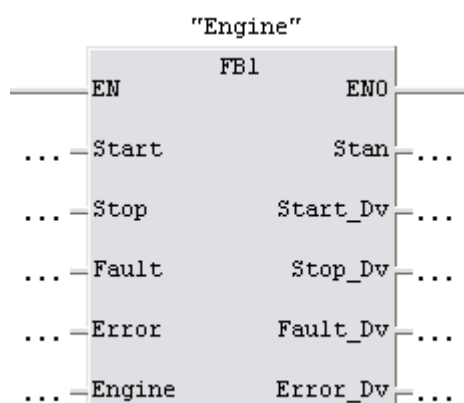 "Engine"
FB1
EN ENO
... Start Stan ...
... Stop Start_Dv ...
... Fault Stop_Dv ...
... Error Fault_Dv ...
... Engine Error_Dv ...